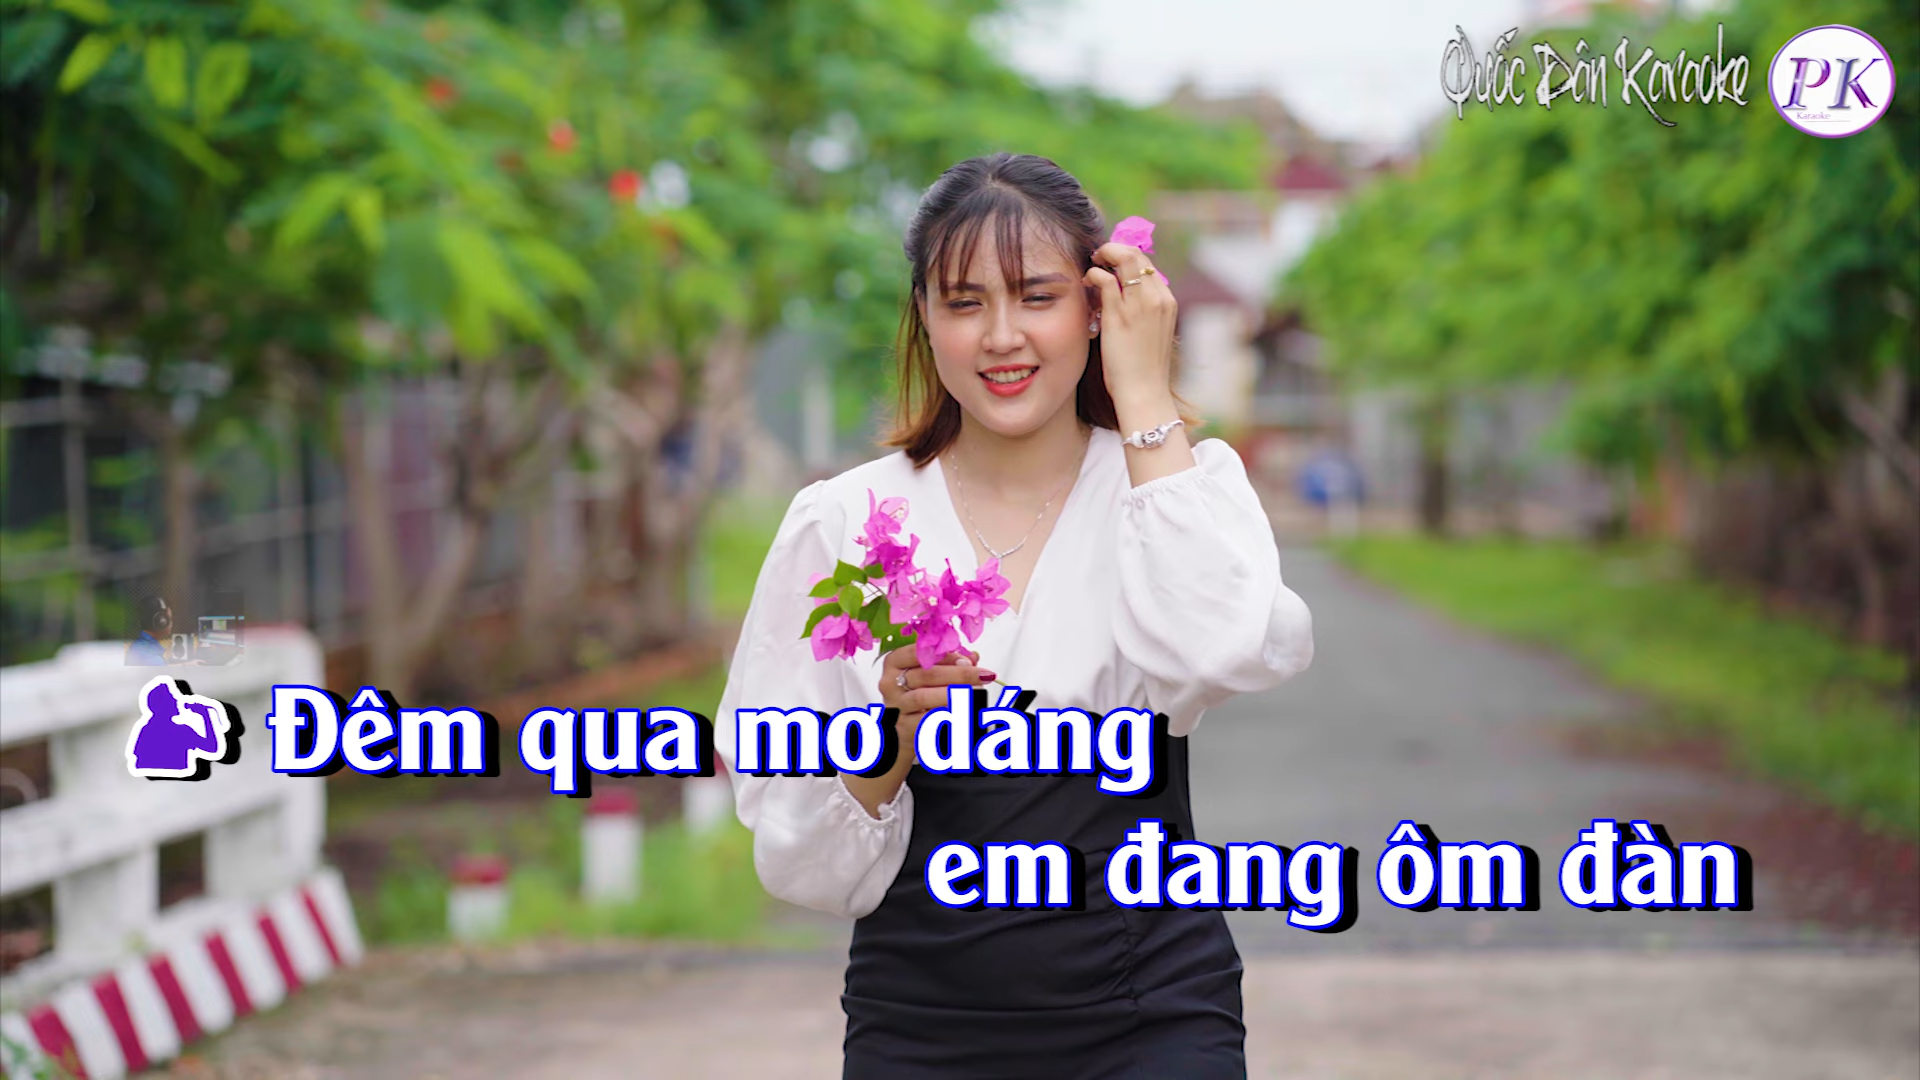 Quốc Dân Karaoke
PK
Karaoke
Đêm qua mơ dáng
em đang ôm đàn